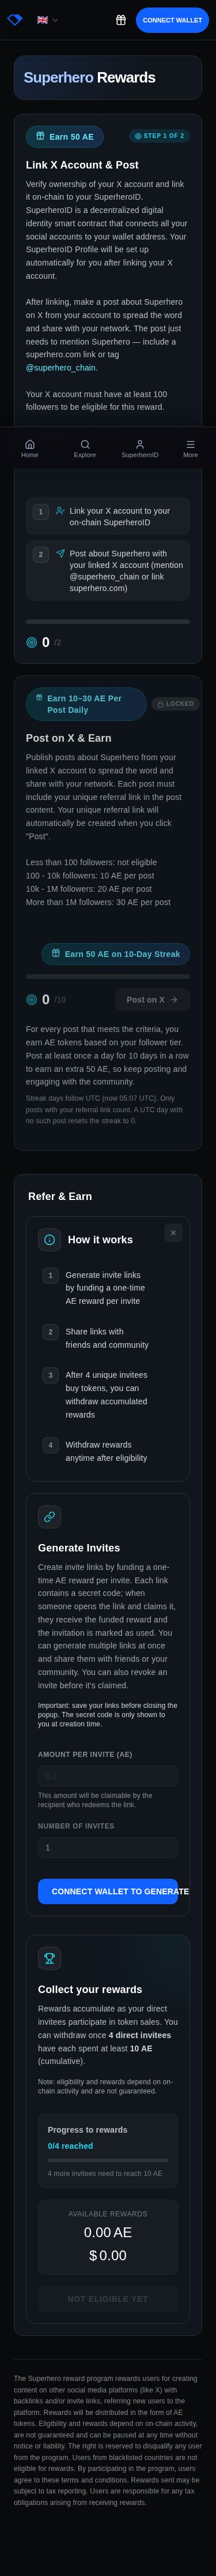 CONNECT WALLET
Superhero Rewards
Earn 50 AE
STEP 1 OF 2
Link X Account & Post
Verify ownership of your X account and link
it on-chain to your SuperheroID.
SuperheroID is a decentralized digital
identity smart contract that connects all your
social accounts to your wallet address. Your
SuperheroID Profile will be set up
automatically for you after linking your X
account.
After linking, make a post about Superhero
on X from your account to spread the word
and share with your network. The post just
needs to mention Superhero — include a
superhero.com link or tag
@superhero_chain.
Your X account must have at least 100
followers to be eligible for this reward.
Home
Explore
SuperheroID
More
1
Link your X account to your
on-chain SuperheroID
2
Post about Superhero with
your linked X account (mention
@superhero_chain or link
superhero.com)
0 /2
Earn 10–30 AE Per
Post Daily
LOCKED
Post on X & Earn
Publish posts about Superhero from your
linked X account to spread the word and
share with your network. Each post must
include your unique referral link in the post
content. Your unique referral link will
automatically be created when you click
"Post".
Less than 100 followers: not eligible
100 - 10k followers: 10 AE per post
10k - 1M followers: 20 AE per post
More than 1M followers: 30 AE per post
Earn 50 AE on 10-Day Streak
0 /10
Post on X
For every post that meets the criteria, you
earn AE tokens based on your follower tier.
Post at least once a day for 10 days in a row
to earn an extra 50 AE, so keep posting and
engaging with the community.
Streak days follow UTC (now 05:07 UTC). Only
posts with your referral link count. A UTC day with
no such post resets the streak to 0.
Refer & Earn
How it works
1
Generate invite links
by funding a one-time
AE reward per invite
2
Share links with
friends and community
3
After 4 unique invitees
buy tokens, you can
withdraw accumulated
rewards
4
Withdraw rewards
anytime after eligibility
Generate Invites
Create invite links by funding a one-
time AE reward per invite. Each link
contains a secret code; when
someone opens the link and claims it,
they receive the funded reward and
the invitation is marked as used. You
can generate multiple links at once
and share them with friends or your
community. You can also revoke an
invite before it's claimed.
Important: save your links before closing the
popup. The secret code is only shown to
you at creation time.
AMOUNT PER INVITE (AE)
0.0
This amount will be claimable by the
recipient who redeems the link.
NUMBER OF INVITES
1
CONNECT WALLET TO GENERATE
Collect your rewards
Rewards accumulate as your direct
invitees participate in token sales. You
can withdraw once 4 direct invitees
have each spent at least 10 AE
(cumulative).
Note: eligibility and rewards depend on on-
chain activity and are not guaranteed.
Progress to rewards
0/4 reached
4 more invitees need to reach 10 AE
AVAILABLE REWARDS
0.00 AE
$ 0.00
NOT ELIGIBLE YET
The Superhero reward program rewards users for creating
content on other social media platforms (like X) with
backlinks and/or invite links, referring new users to the
platform. Rewards will be distributed in the form of AE
tokens. Eligibility and rewards depend on on-chain activity,
are not guaranteed and can be paused at any time without
notice or liability. The right is reserved to disqualify any user
from the program. Users from blacklisted countries are not
eligible for rewards. By participating in the program, users
agree to these terms and conditions. Rewards sent may be
subject to tax reporting. Users are responsible for any tax
obligations arising from receiving rewards.